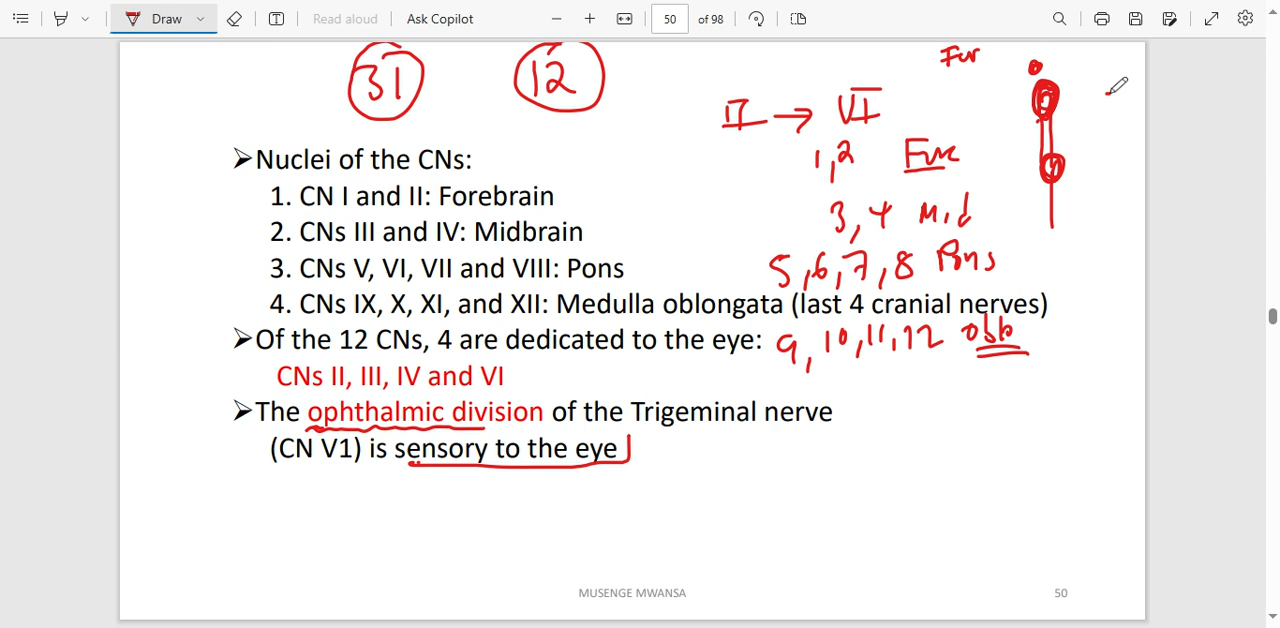 Draw
Read aloud
Ask Copilot
50 of 98
31
12
For
II → VI
1,2
3, 4 Mid
5, 6, 7, 8 Pons
9, 10, 11, 12
➢Nuclei of the CNs:
1. CN I and II: Forebrain
2. CNs III and IV: Midbrain
3. CNs V, VI, VII and VIII: Pons
4. CNs IX, X, XI, and XII: Medulla oblongata (last 4 cranial nerves)
➢Of the 12 CNs, 4 are dedicated to the eye:
CNs II, III, IV and VI
➢The ophthalmic division of the Trigeminal nerve
(CN V1) is sensory to the eye
MUSENGE MWANSA
50